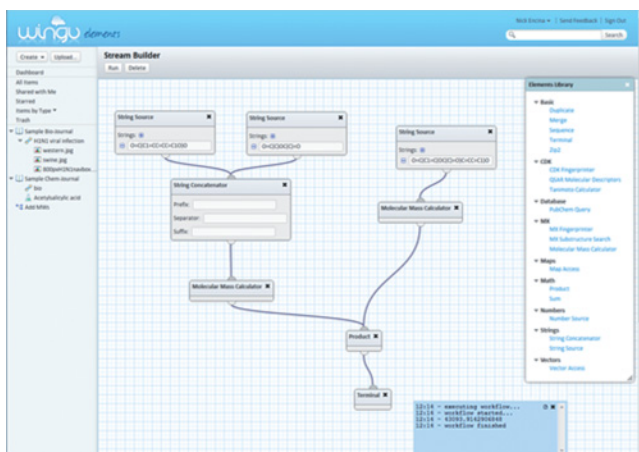 wingu elements
Nick Encina | Send Feedback | Sign Out
Search
Create Upload...
Dashboard
All Items
Shared with Me
Starred
Items by Type
Trash
Sample Bio Journal
H1N1 viral infection
western.jpg
swine.jpg
Sample Chem Journal
bio
Acetylsalicylic acid
Add MWs
Stream Builder
Run Delete
String Source
Strings:
String Source
Strings:
String Source
Strings:
String Concatenator
Prefix:
Separator:
Suffix:
Molecular Mass Calculator
Molecular Mass Calculator
Product
Terminal
Elements Library
Basic
Duplicate
Merge
Sequence
Terminal
Zip2
CDK
CDK Fingerprinter
QSAR Molecular Descriptors
Tanimoto Calculator
Database
PubChem Query
MX
MX Fingerprinter
MX Substructure Search
Molecular Mass Calculator
Maps
Map Access
Math
Product
Sum
Numbers
Number Source
Strings
String Concatenator
String Source
Vectors
Vector Access
12:14 - executing workflow...
12:14 - workflow started...
12:14 - workflow finished